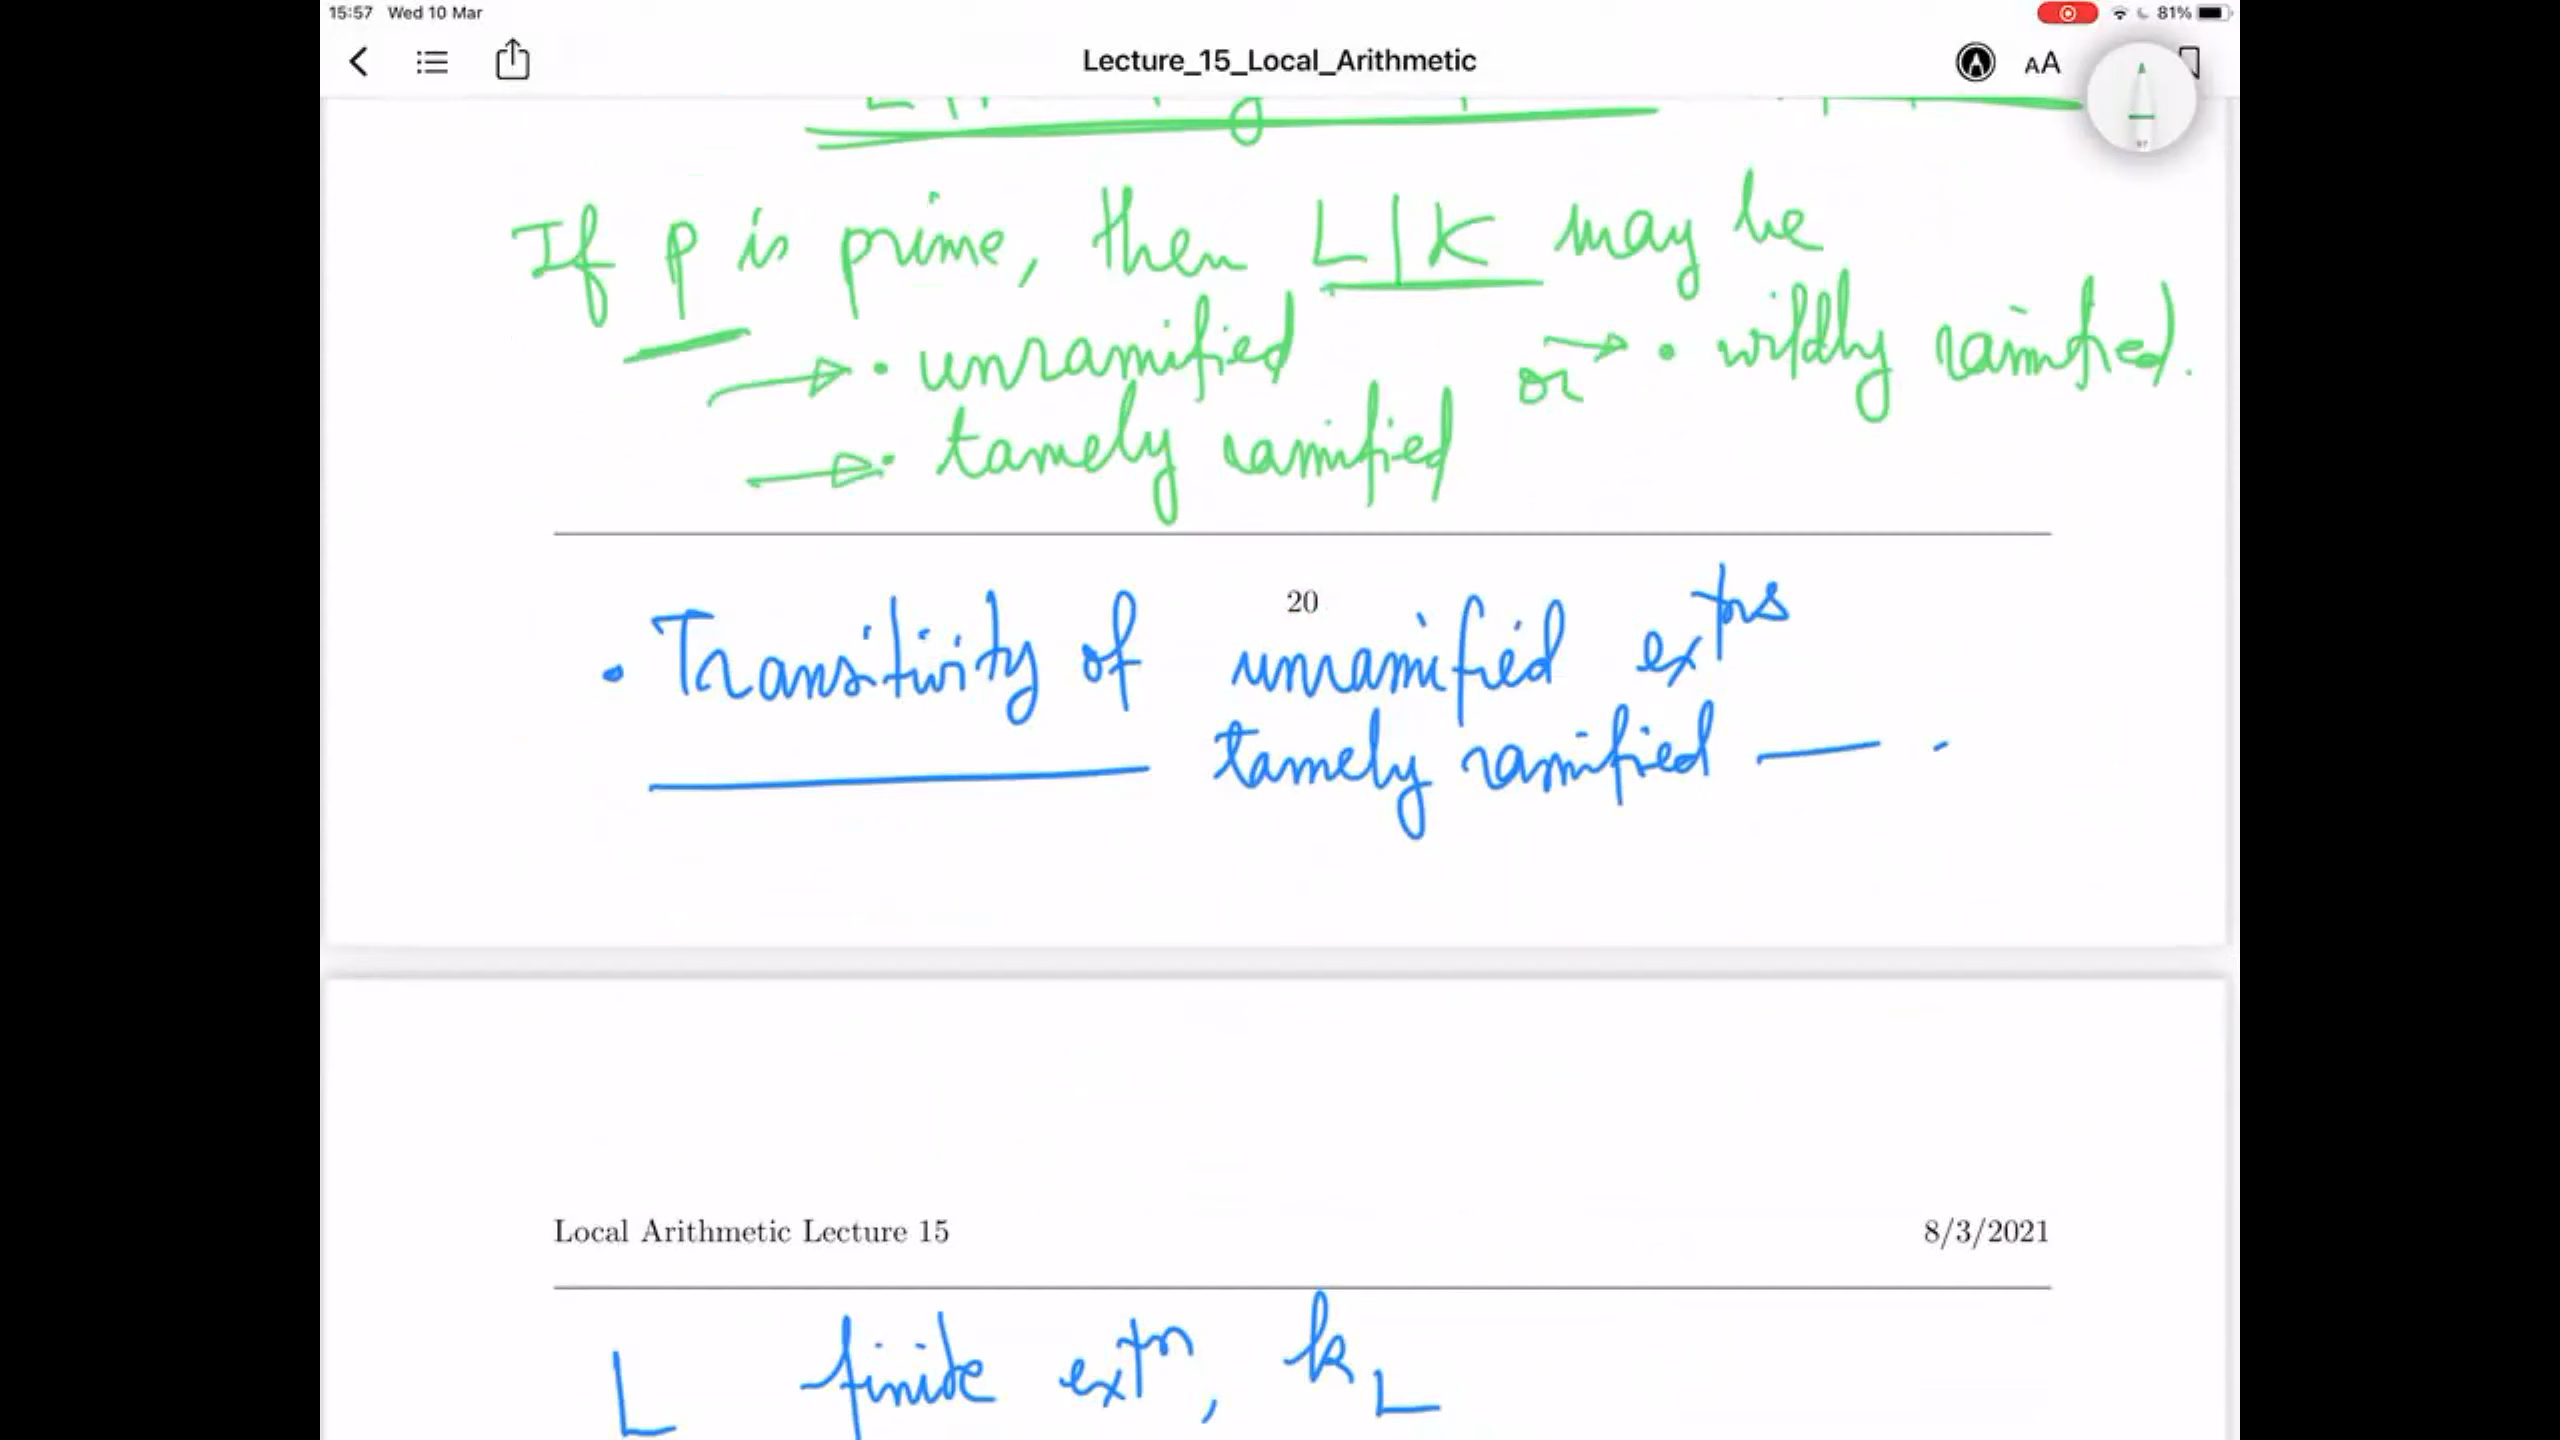 15:57 Wed 10 Mar
81%
Lecture_15_Local_Arithmetic
AA
If p is prime, then L|K may be
• unramified or • wildly ramified.
• tamely ramified
20
• Transitivity of unramified extns
tamely ramified — .
Local Arithmetic Lecture 15 8/3/2021
L finite extn, k_L